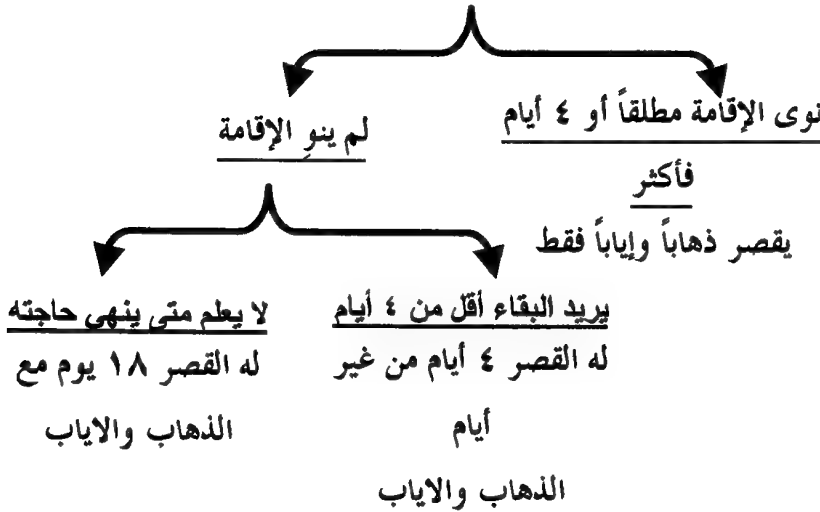 نوى الإقامة مطلقاً أو ٤ أيام
فأكثر
يقصر ذهاباً وإياباً فقط
لم ينوِ الإقامة
يريد البقاء أقل من ٤ أيام
له القصر ٤ أيام من غير
أيام
الذهاب والاياب
لا يعلم متى ينهي حاجته
له القصر ١٨ يوم مع
الذهاب والاياب